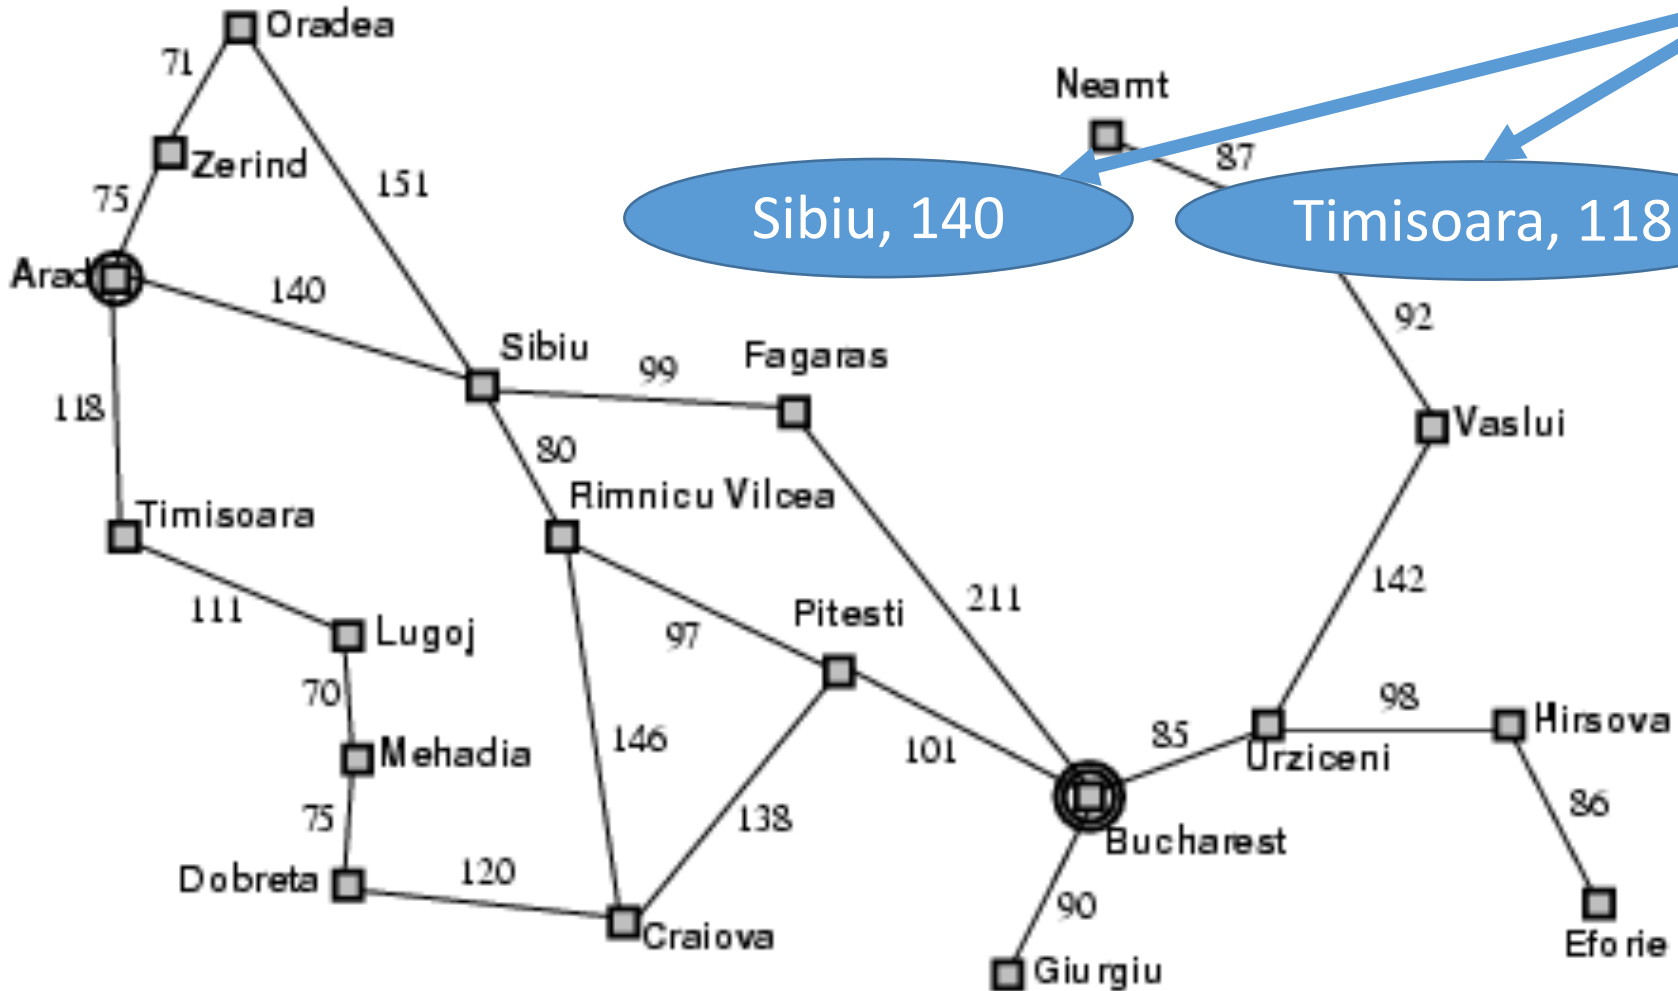 Oradea
71
Neamt
87
Zerind
151
75
Sibiu, 140
Timisoara, 118
Arad
140
92
Sibiu
99
Fagaras
118
Vaslui
80
Rimnicu Vilcea
Timisoara
142
111
Lugoj
97
Pitesti
211
70
98
Hirsova
Mehadia
146
101
85
Urziceni
75
138
86
Bucharest
Dobreta
120
90
Craiova
Eforie
Giurgiu